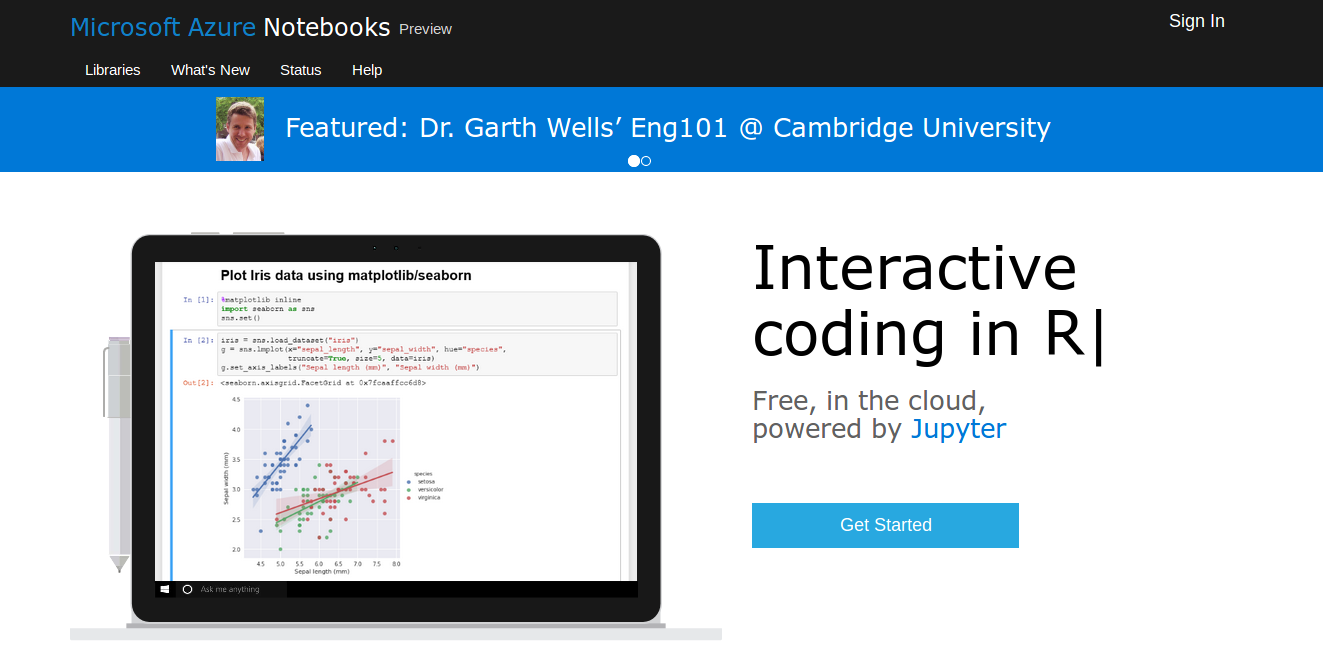 Microsoft Azure Notebooks Preview
Sign In
Libraries What's New Status Help
Featured: Dr. Garth Wells’ Eng101 @ Cambridge University
Plot Iris data using matplotlib/seaborn
In [1]: %matplotlib inline
import seaborn as sns
sns.set()
In [2]: iris = sns.load_dataset("iris")
g = sns.lmplot(x="sepal_length", y="sepal_width", hue="species",
truncate=True, size=5, data=iris)
g.set_axis_labels("Sepal length (mm)", "Sepal width (mm)")
Out[2]: <seaborn.axisgrid.FacetGrid at 0x7fcaaffcc6d8>
4.5
4.0
3.5
3.0
2.5
2.0
Sepal width (mm)
species
setosa
versicolor
virginica
4.5 5.0 5.5 6.0 6.5 7.0 7.5 8.0
Sepal length (mm)
Ask me anything
Interactive
coding in R|
Free, in the cloud,
powered by Jupyter
Get Started